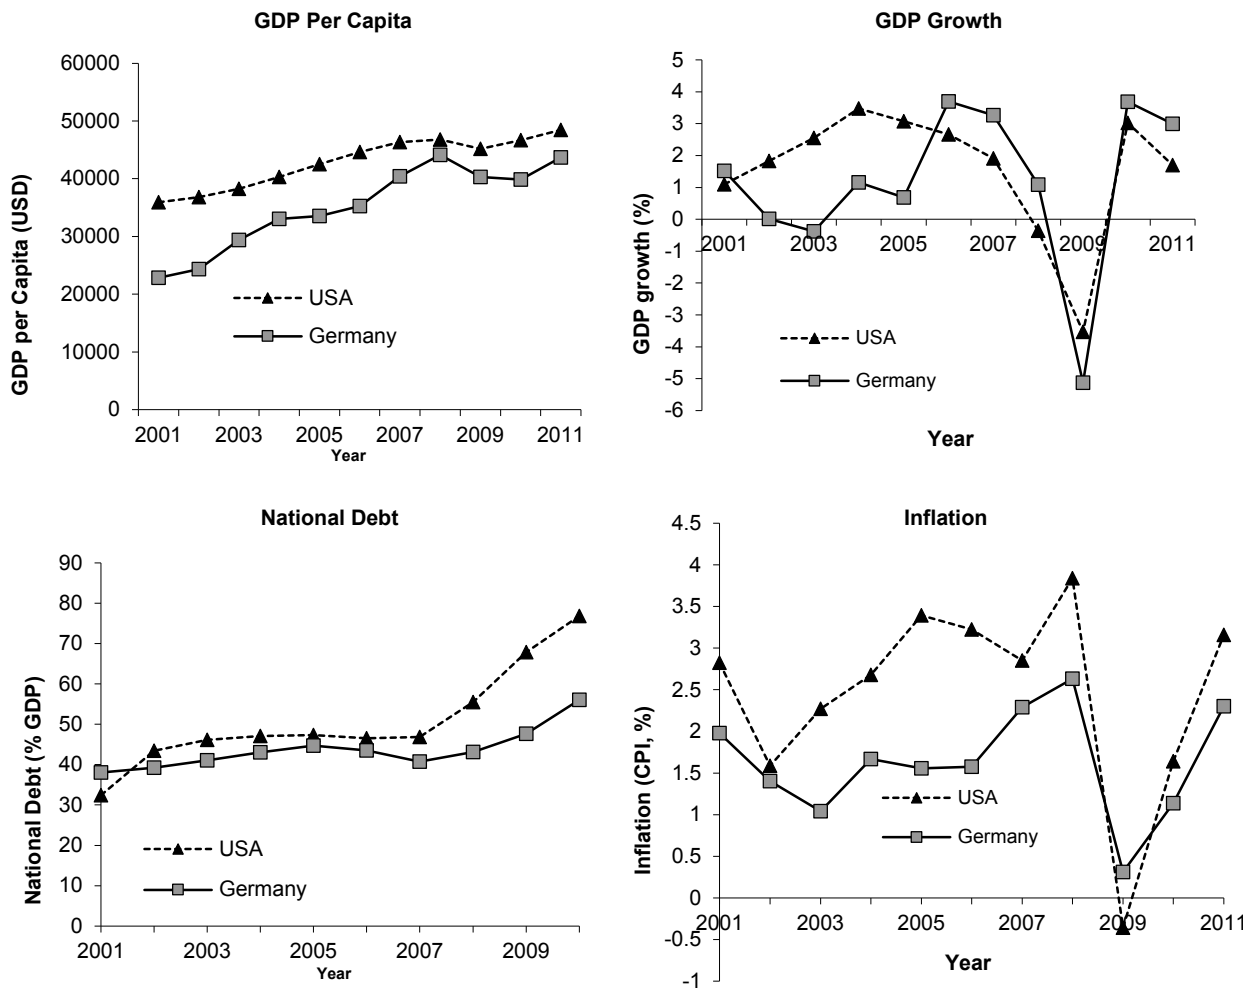 GDP Per Capita
GDP per Capita (USD)
60000
50000
40000
30000
20000
10000
0
2001 2003 2005 2007 2009 2011
Year
USA
Germany
GDP Growth
GDP growth (%)
5
4
3
2
1
0
-1
-2
-3
-4
-5
-6
2001 2003 2005 2007 2009 2011
Year
USA
Germany
National Debt
National Debt (% GDP)
90
80
70
60
50
40
30
20
10
0
2001 2003 2005 2007 2009
Year
USA
Germany
Inflation
Inflation (CPI, %)
4.5
4
3.5
3
2.5
2
1.5
1
0.5
0
-0.5
-1
2001 2003 2005 2007 2009 2011
Year
USA
Germany